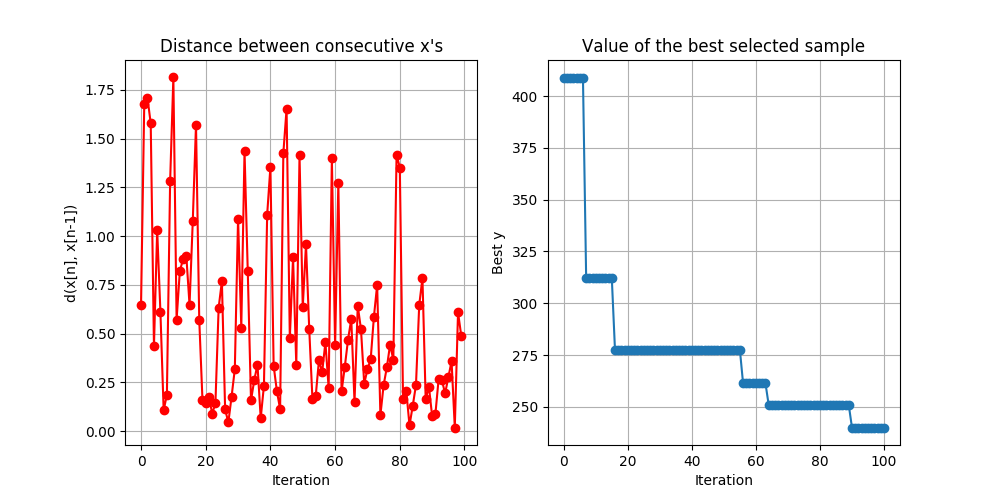 Distance between consecutive x's
d(x[n], x[n-1])
1.75
1.50
1.25
1.00
0.75
0.50
0.25
0.00
0 20 40 60 80 100
Iteration
Value of the best selected sample
Best y
400
375
350
325
300
275
250
0 20 40 60 80 100
Iteration